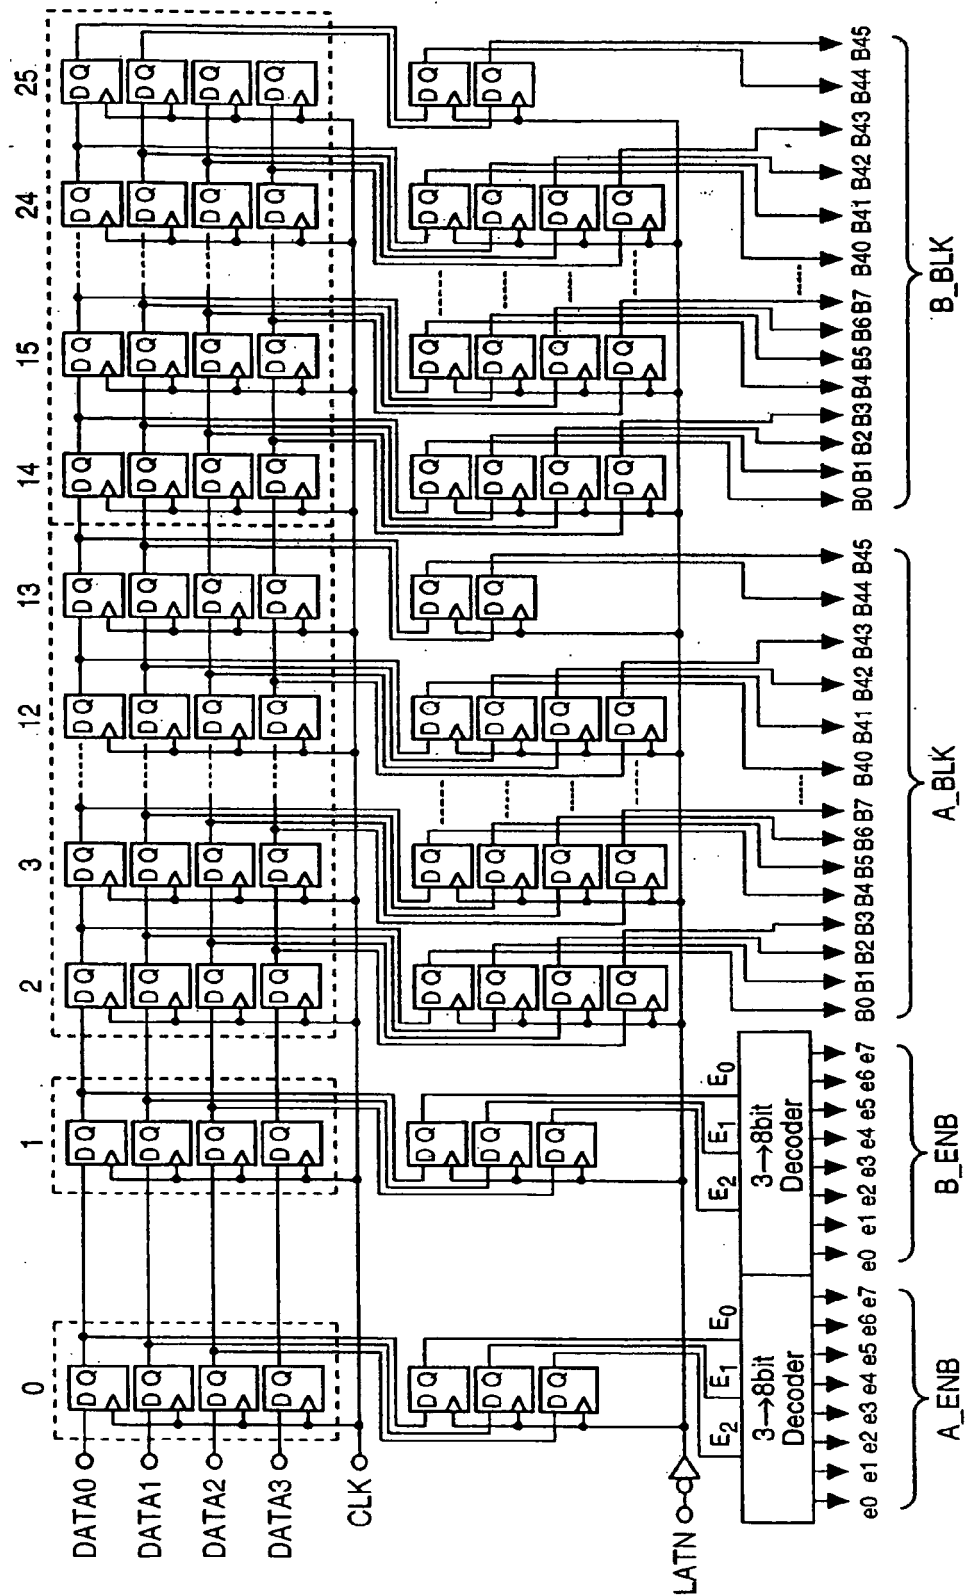 0 1 2 3 12 13 14 15 24 25
DATA0 D Q D Q D Q D Q D Q D Q D Q D Q D Q D Q
DATA1 D Q D Q D Q D Q D Q D Q D Q D Q D Q D Q
DATA2 D Q D Q D Q D Q D Q D Q D Q D Q D Q D Q
DATA3 D Q D Q D Q D Q D Q D Q D Q D Q D Q D Q
CLK
D Q D Q D Q D Q D Q D Q D Q D Q D Q D Q
D Q D Q D Q D Q D Q D Q D Q D Q D Q D Q
D Q D Q D Q D Q D Q D Q D Q D Q
D Q D Q D Q D Q D Q D Q
LATN
E2 E1 E0 E2 E1 E0
3→8bit
Decoder
3→8bit
Decoder
e0 e1 e2 e3 e4 e5 e6 e7 e0 e1 e2 e3 e4 e5 e6 e7 B0 B1 B2 B3 B4 B5 B6 B7 B40 B41 B42 B43 B44 B45 B0 B1 B2 B3 B4 B5 B6 B7 B40 B41 B42 B43 B44 B45
A_ENB B_ENB A_BLK B_BLK